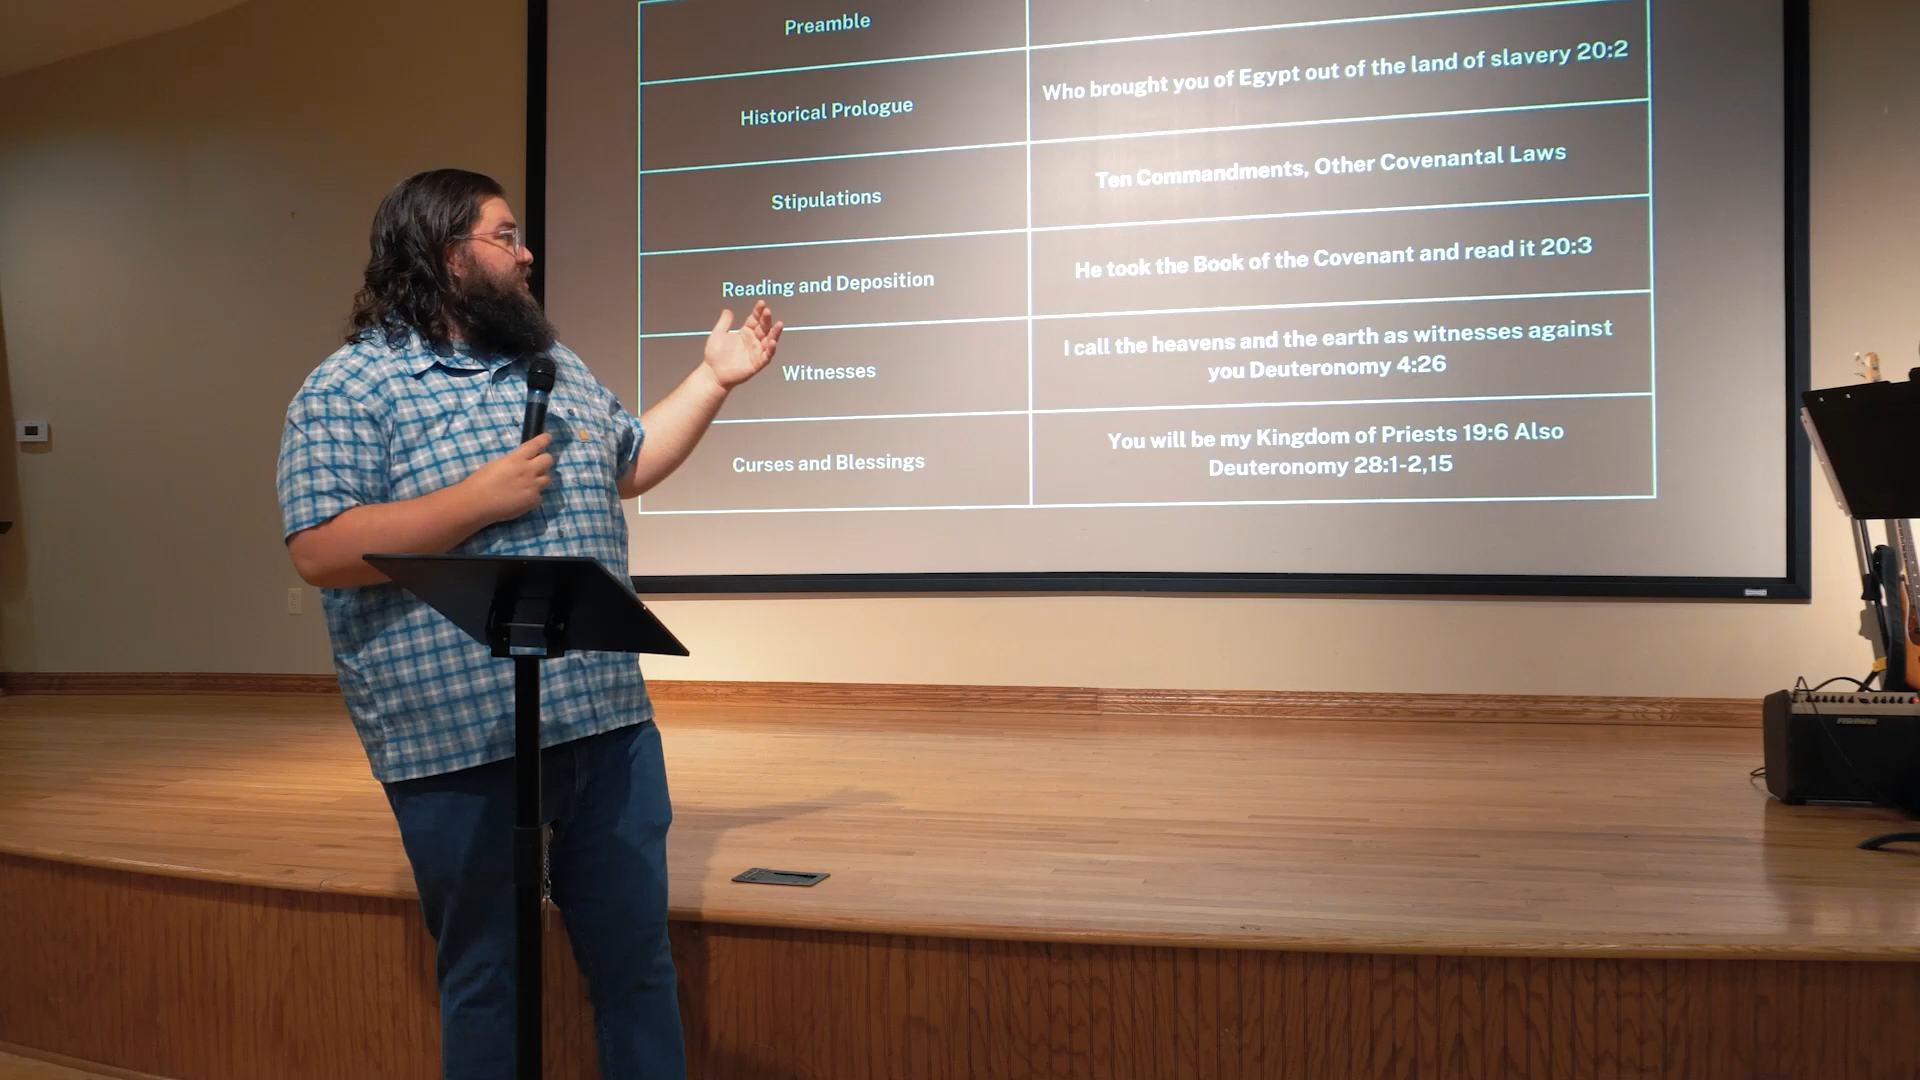 Preamble
Historical Prologue
Who brought you of Egypt out of the land of slavery 20:2
Stipulations
Ten Commandments, Other Covenantal Laws
Reading and Deposition
He took the Book of the Covenant and read it 20:3
Witnesses
I call the heavens and the earth as witnesses against
you Deuteronomy 4:26
Curses and Blessings
You will be my Kingdom of Priests 19:6 Also
Deuteronomy 28:1-2,15
FISHMAN